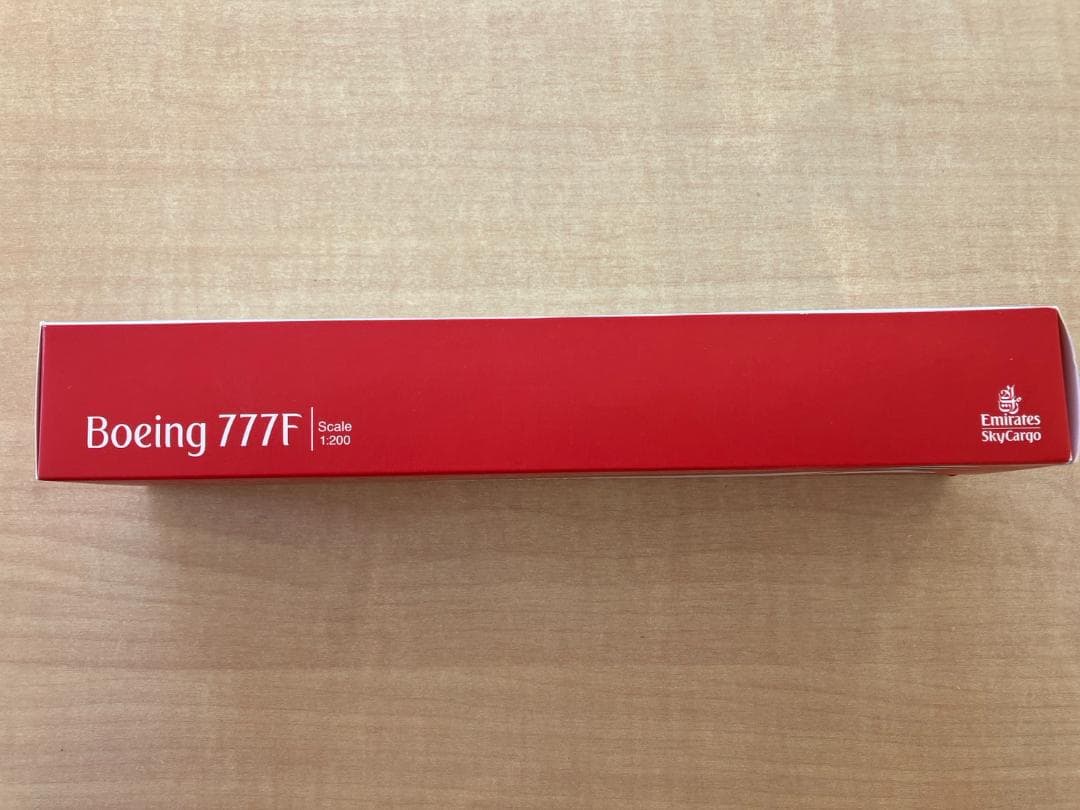 Boeing 777F
Scale
1:200
Emirates
SkyCargo